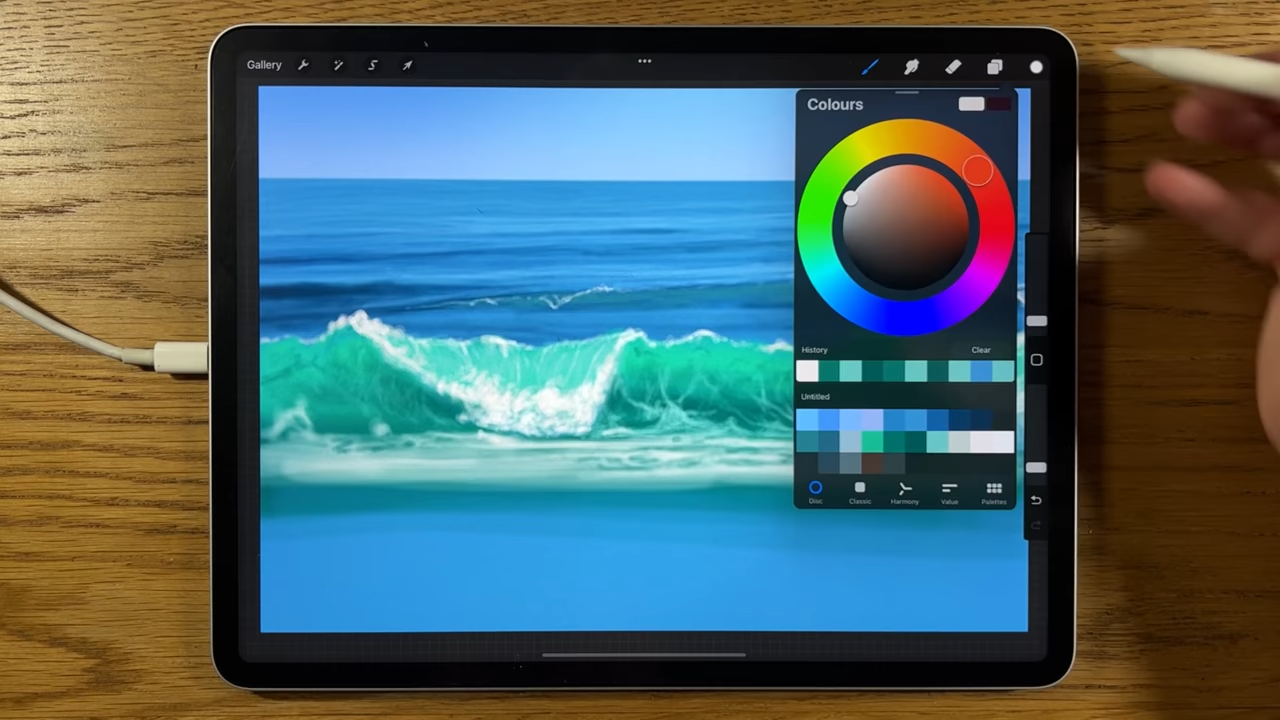 Gallery
Colours
History Clear
Untitled
Disc Classic Harmony Value Palettes